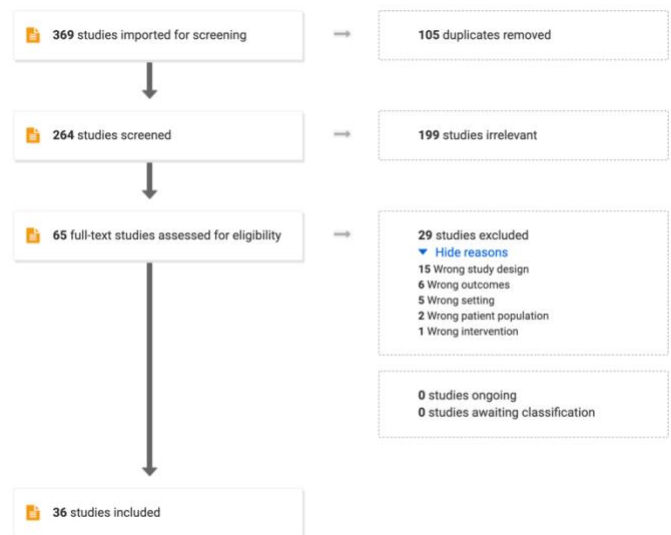 369 studies imported for screening
105 duplicates removed
264 studies screened
199 studies irrelevant
65 full-text studies assessed for eligibility
29 studies excluded
Hide reasons
15 Wrong study design
6 Wrong outcomes
5 Wrong setting
2 Wrong patient population
1 Wrong intervention
0 studies ongoing
0 studies awaiting classification
36 studies included